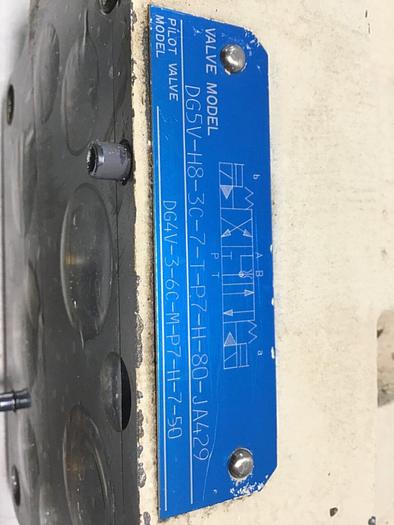 VALVE MODEL DG5V-H8-3C-7-T-P7-H-80-JA429
PILOT VALVE MODEL DG4V-3-6C-M-P7-H-7-50
b
A B
P T
a